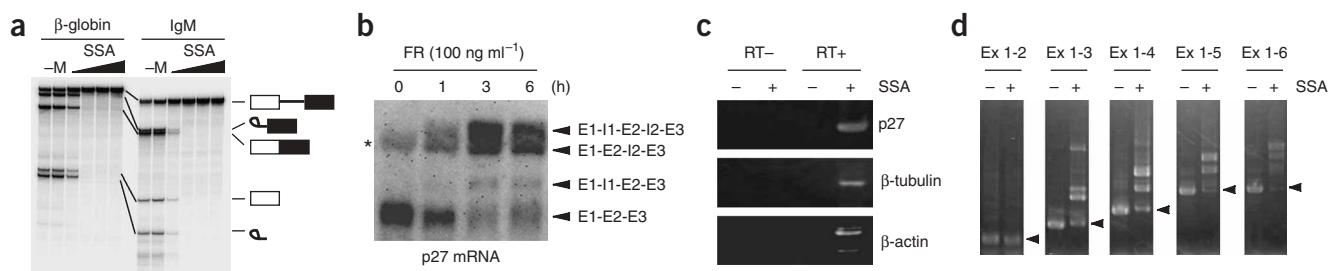 a
β-globin IgM
SSA SSA
–M –M
b
FR (100 ng ml⁻¹)
0 1 3 6 (h)
*
E1-I1-E2-I2-E3
E1-E2-I2-E3
E1-I1-E2-E3
E1-E2-E3
p27 mRNA
c
RT– RT+
– + – + SSA
p27
β-tubulin
β-actin
d
Ex 1-2 Ex 1-3 Ex 1-4 Ex 1-5 Ex 1-6
– + – + – + – + – + SSA